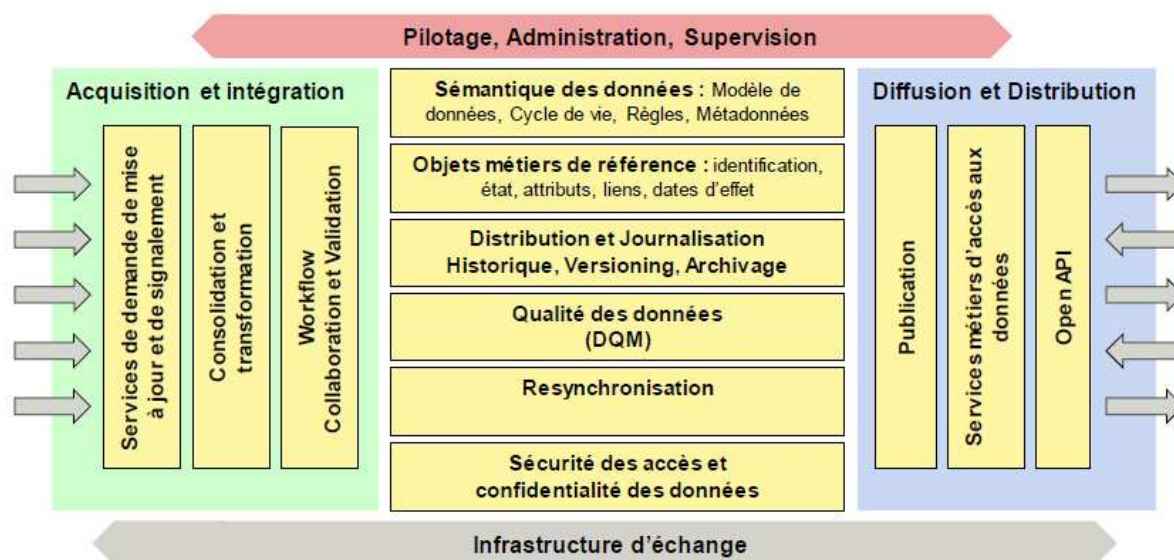 Pilotage, Administration, Supervision
Acquisition et intégration
Services de demande de mise
à jour et de signalement
Consolidation et
transformation
Workflow
Collaboration et Validation
Sémantique des données : Modèle de
données, Cycle de vie, Règles, Métadonnées
Objets métiers de référence : identification,
état, attributs, liens, dates d'effet
Distribution et Journalisation
Historique, Versioning, Archivage
Qualité des données
(DQM)
Resynchronisation
Sécurité des accès et
confidentialité des données
Diffusion et Distribution
Publication
Services métiers d'accès aux
données
Open API
Infrastructure d'échange